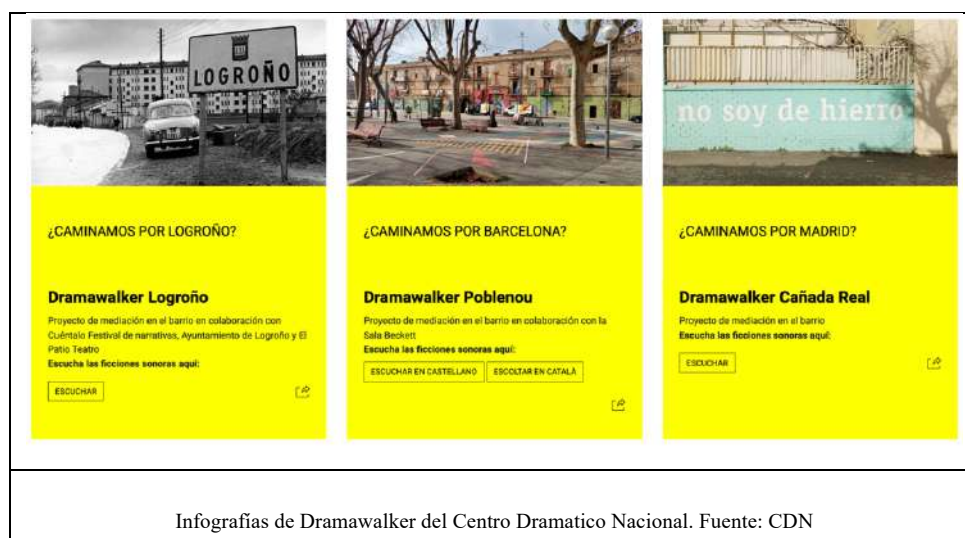 LOGROÑO
no soy de hierro
¿CAMINAMOS POR LOGROÑO?
Dramawalker Logroño
Proyecto de mediación en el barrio en colaboración con
Cuéntalo Festival de narrativas, Ayuntamiento de Logroño y El
Patio Teatro
Escucha las ficciones sonoras aquí:
ESCUCHAR
¿CAMINAMOS POR BARCELONA?
Dramawalker Poblenou
Proyecto de mediación en el barrio en colaboración con la
Sala Beckett
Escucha las ficciones sonoras aquí:
ESCUCHAR EN CASTELLANO
ESCOLTAR EN CATALÀ
¿CAMINAMOS POR MADRID?
Dramawalker Cañada Real
Proyecto de mediación en el barrio
Escucha las ficciones sonoras aquí:
ESCUCHAR
Infografías de Dramawalker del Centro Dramatico Nacional. Fuente: CDN